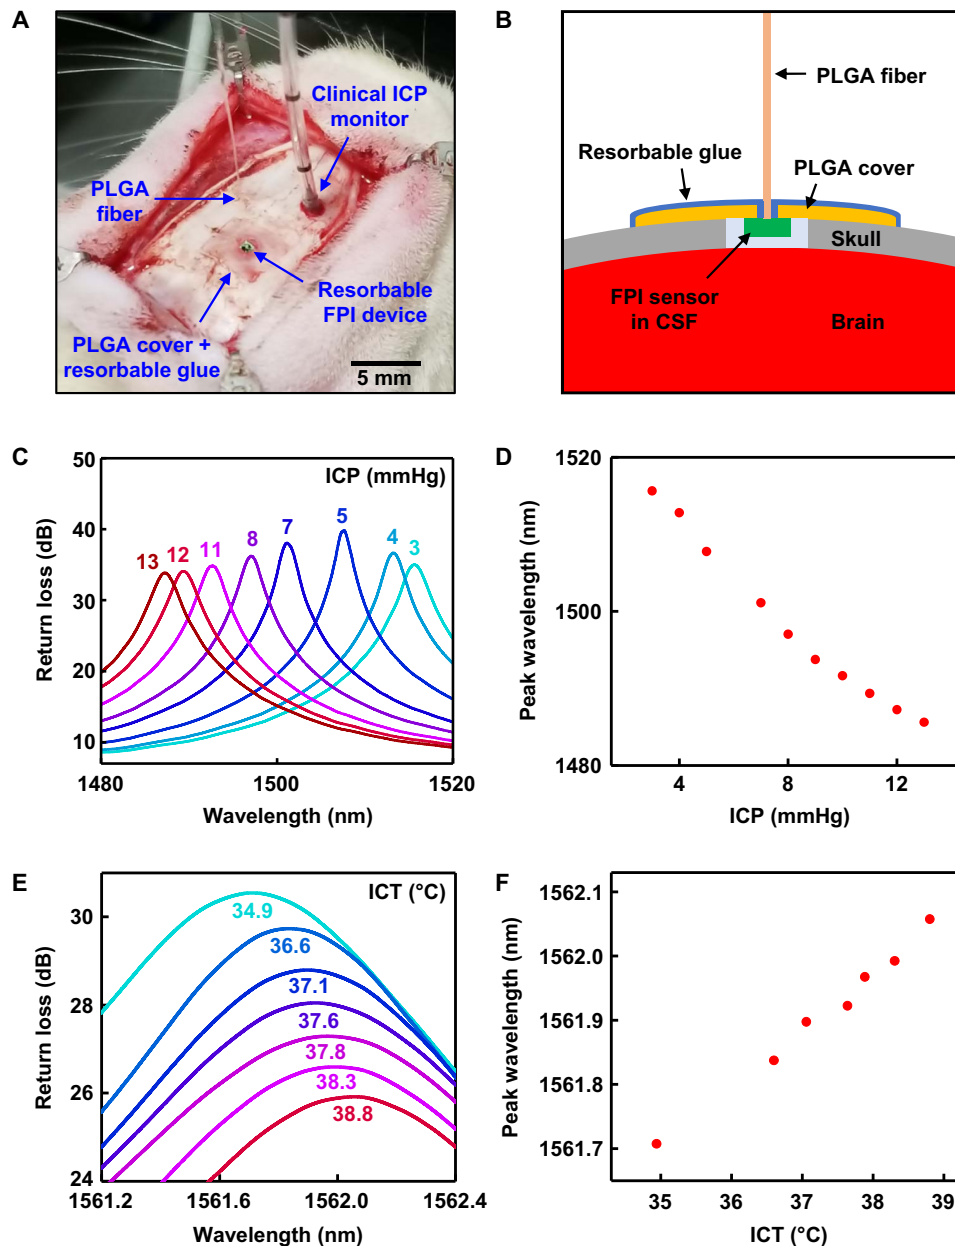 A
Clinical ICP
monitor
PLGA
fiber
Resorbable
FPI device
PLGA cover +
resorbable glue
5 mm
B
PLGA fiber
Resorbable glue
PLGA cover
Skull
FPI sensor
in CSF
Brain
C
50
40
30
20
10
Return loss (dB)
ICP (mmHg)
13
12
11
8
7
5
4
3
1480
1500
1520
Wavelength (nm)
D
1520
1500
1480
Peak wavelength (nm)
4
8
12
ICP (mmHg)
E
30
28
26
24
Return loss (dB)
ICT (°C)
34.9
36.6
37.1
37.6
37.8
38.3
38.8
1561.2
1561.6
1562.0
1562.4
Wavelength (nm)
F
1562.1
1562.0
1561.9
1561.8
1561.7
Peak wavelength (nm)
35
36
37
38
39
ICT (°C)